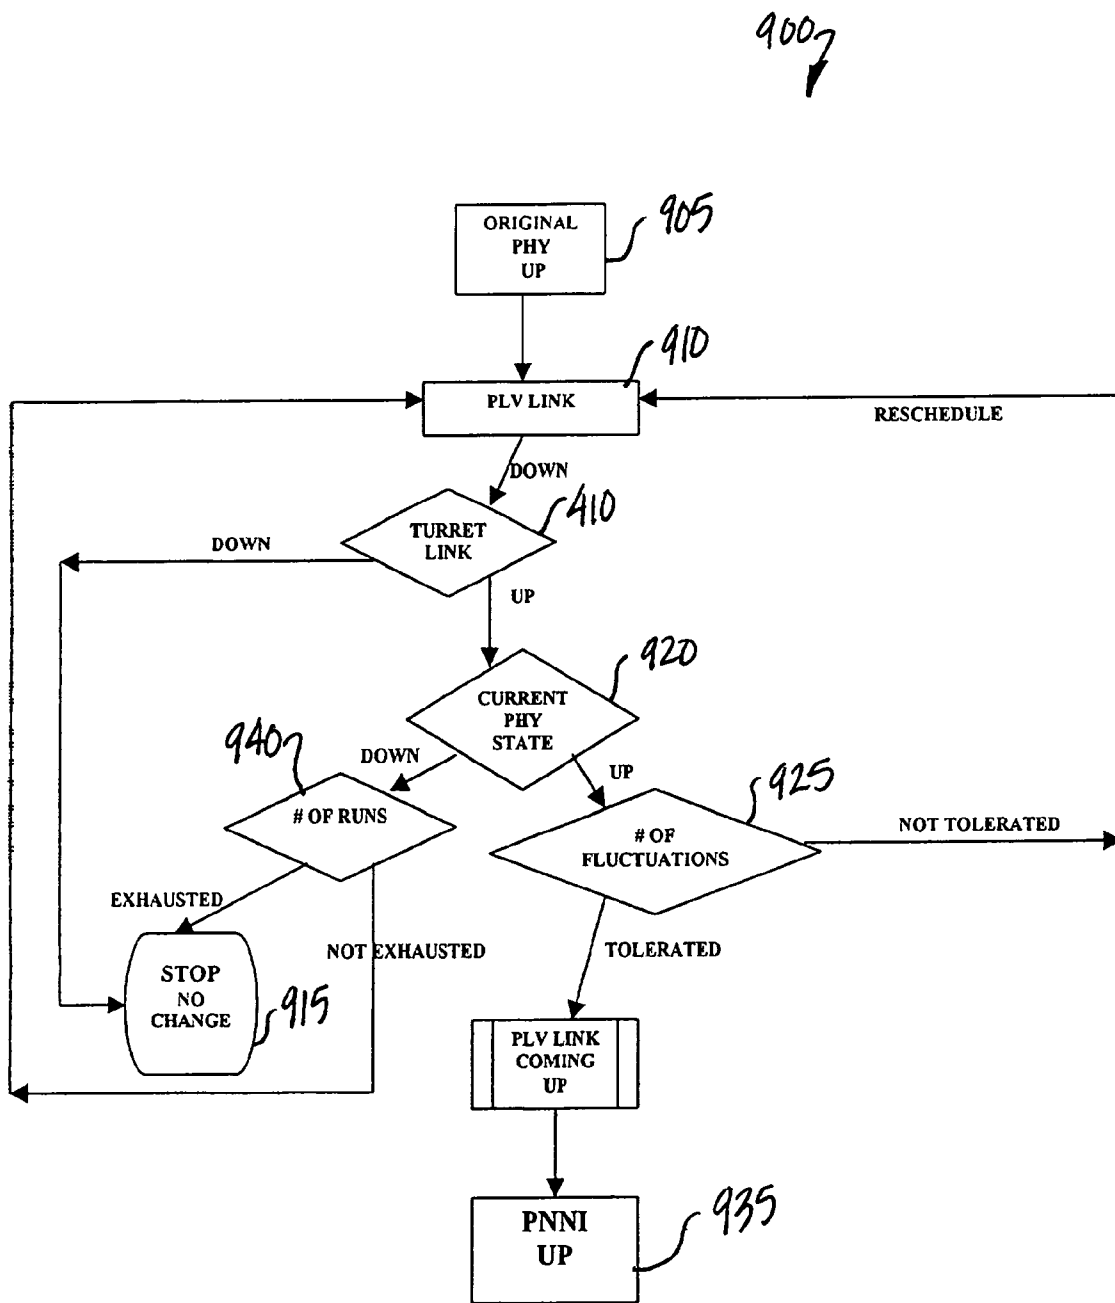 900
ORIGINAL
PHY
UP
905
910
PLV LINK
RESCHEDULE
DOWN
410
TURRET
LINK
DOWN
UP
920
CURRENT
PHY
STATE
940
DOWN
UP
925
# OF RUNS
# OF
FLUCTUATIONS
NOT TOLERATED
EXHAUSTED
NOT EXHAUSTED
TOLERATED
STOP
NO
CHANGE
915
PLV LINK
COMING
UP
PNNI
UP
935